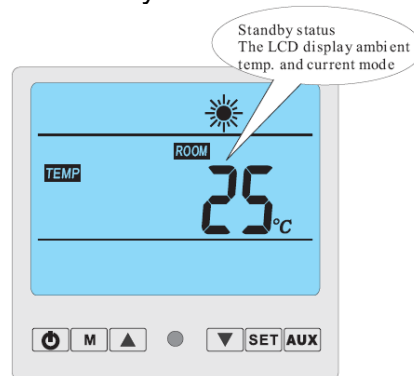 Standby status
The LCD display ambient
temp. and current mode
ROOM
TEMP
25°C
M ▲ ▼ SET AUX